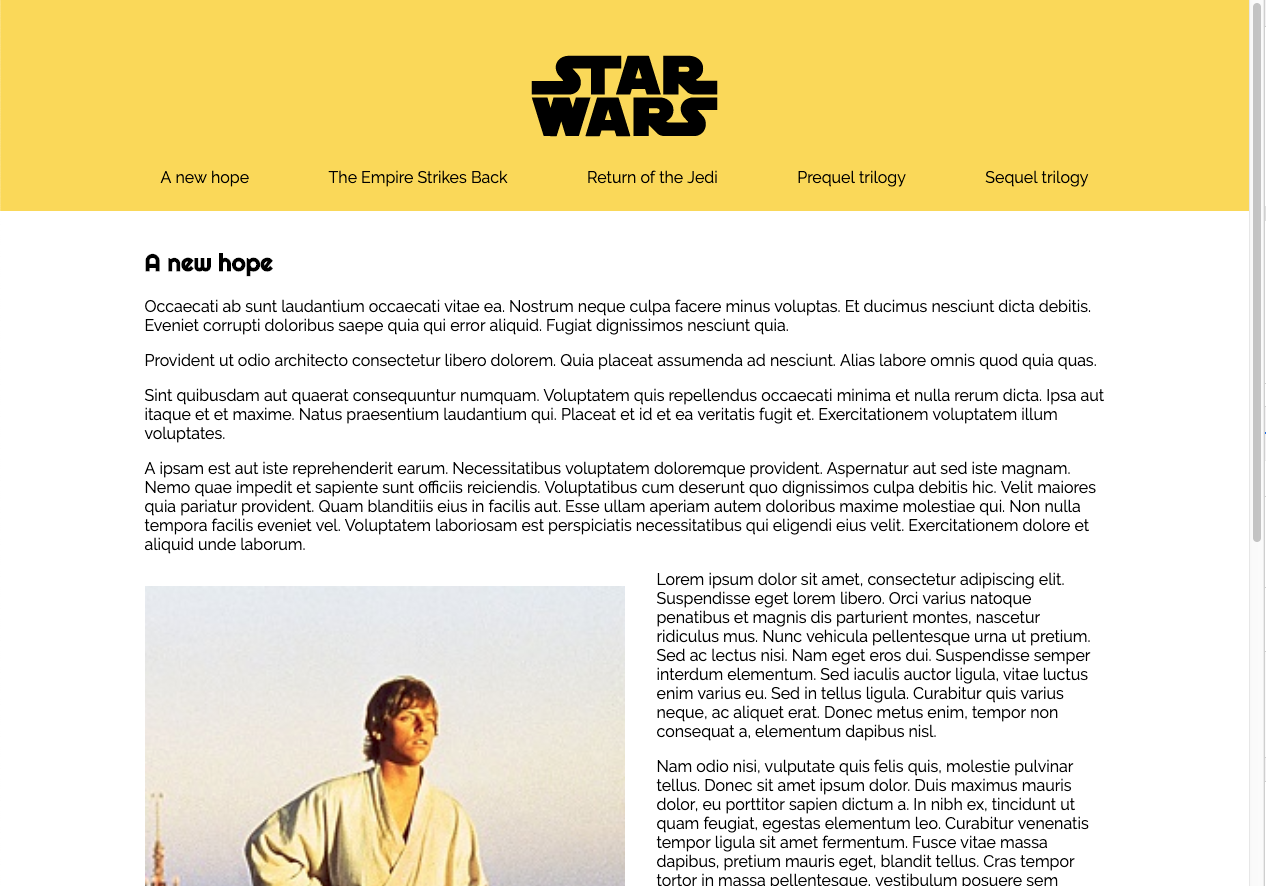 STAR
WARS
A new hope The Empire Strikes Back Return of the Jedi Prequel trilogy Sequel trilogy
A new hope
Occaecati ab sunt laudantium occaecati vitae ea. Nostrum neque culpa facere minus voluptas. Et ducimus nesciunt dicta debitis.
Eveniet corrupti doloribus saepe quia qui error aliquid. Fugiat dignissimos nesciunt quia.
Provident ut odio architecto consectetur libero dolorem. Quia placeat assumenda ad nesciunt. Alias labore omnis quod quia quas.
Sint quibusdam aut quaerat consequuntur numquam. Voluptatem quis repellendus occaecati minima et nulla rerum dicta. Ipsa aut
itaque et et maxime. Natus praesentium laudantium qui. Placeat et id et ea veritatis fugit et. Exercitationem voluptatem illum
voluptates.
A ipsam est aut iste reprehenderit earum. Necessitatibus voluptatem doloremque provident. Aspernatur aut sed iste magnam.
Nemo quae impedit et sapiente sunt officiis reiciendis. Voluptatibus cum deserunt quo dignissimos culpa debitis hic. Velit maiores
quia pariatur provident. Quam blanditiis eius in facilis aut. Esse ullam aperiam autem doloribus maxime molestiae qui. Non nulla
tempora facilis eveniet vel. Voluptatem laboriosam est perspiciatis necessitatibus qui eligendi eius velit. Exercitationem dolore et
aliquid unde laborum.
Lorem ipsum dolor sit amet, consectetur adipiscing elit.
Suspendisse eget lorem libero. Orci varius natoque
penatibus et magnis dis parturient montes, nascetur
ridiculus mus. Nunc vehicula pellentesque urna ut pretium.
Sed ac lectus nisi. Nam eget eros dui. Suspendisse semper
interdum elementum. Sed iaculis auctor ligula, vitae luctus
enim varius eu. Sed in tellus ligula. Curabitur quis varius
neque, ac aliquet erat. Donec metus enim, tempor non
consequat a, elementum dapibus nisl.
Nam odio nisi, vulputate quis felis quis, molestie pulvinar
tellus. Donec sit amet ipsum dolor. Duis maximus mauris
dolor, eu porttitor sapien dictum a. In nibh ex, tincidunt ut
quam feugiat, egestas elementum leo. Curabitur venenatis
tempor ligula sit amet fermentum. Fusce vitae massa
dapibus, pretium mauris eget, blandit tellus. Cras tempor
tortor in massa pellentesque, vestibulum posuere sem